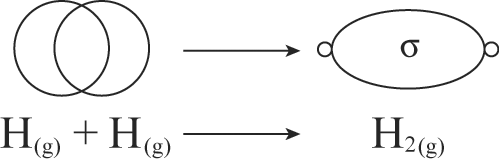 σ
H(g) + H(g) ⟶ H2(g)